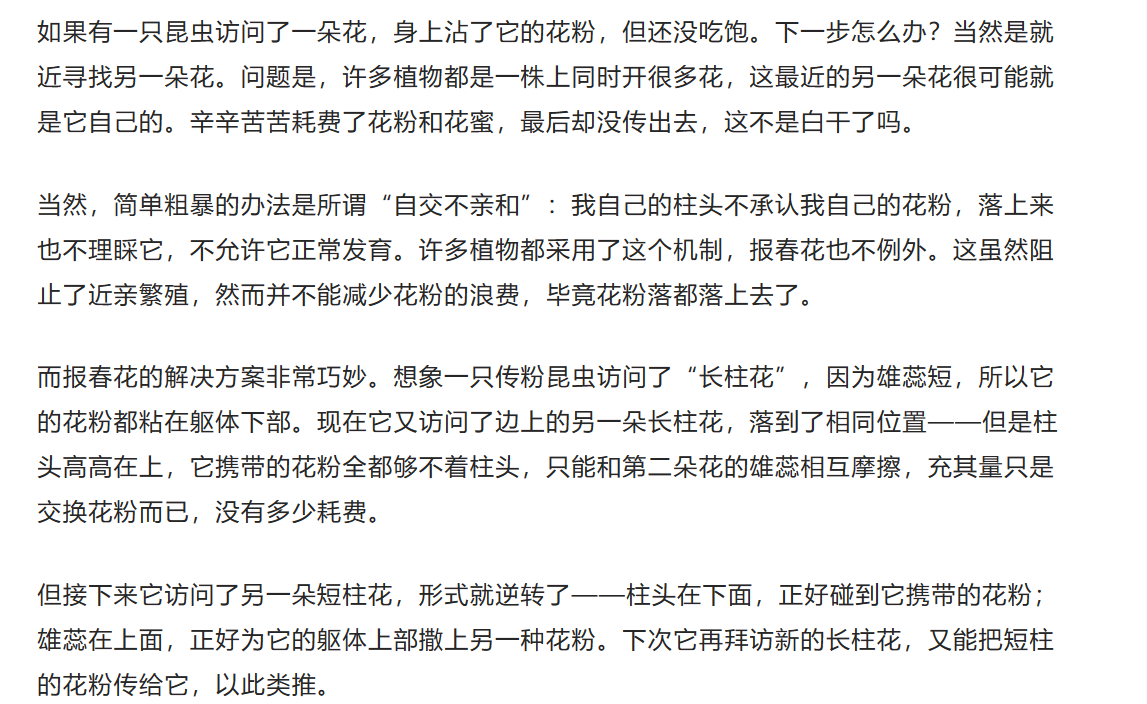 如果有一只昆虫访问了一朵花，身上沾了它的花粉，但还没吃饱。下一步怎么办？当然是就
近寻找另一朵花。问题是，许多植物都是一株上同时开很多花，这最近的另一朵花很可能就
是它自己的。辛辛苦苦耗费了花粉和花蜜，最后却没传出去，这不是白干了吗。
当然，简单粗暴的办法是所谓“自交不亲和”：我自己的柱头不承认我自己的花粉，落上来
也不理睬它，不允许它正常发育。许多植物都采用了这个机制，报春花也不例外。这虽然阻
止了近亲繁殖，然而并不能减少花粉的浪费，毕竟花粉落都落上去了。
而报春花的解决方案非常巧妙。想象一只传粉昆虫访问了“长柱花”，因为雄蕊短，所以它
的花粉都粘在躯体下部。现在它又访问了边上的另一朵长柱花，落到了相同位置——但是柱
头高高在上，它携带的花粉全都够不着柱头，只能和第二朵花的雄蕊相互摩擦，充其量只是
交换花粉而已，没有多少耗费。
但接下来它访问了另一朵短柱花，形式就逆转了——柱头在下面，正好碰到它携带的花粉；
雄蕊在上面，正好为它的躯体上部撒上另一种花粉。下次它再拜访新的长柱花，又能把短柱
的花粉传给它，以此类推。